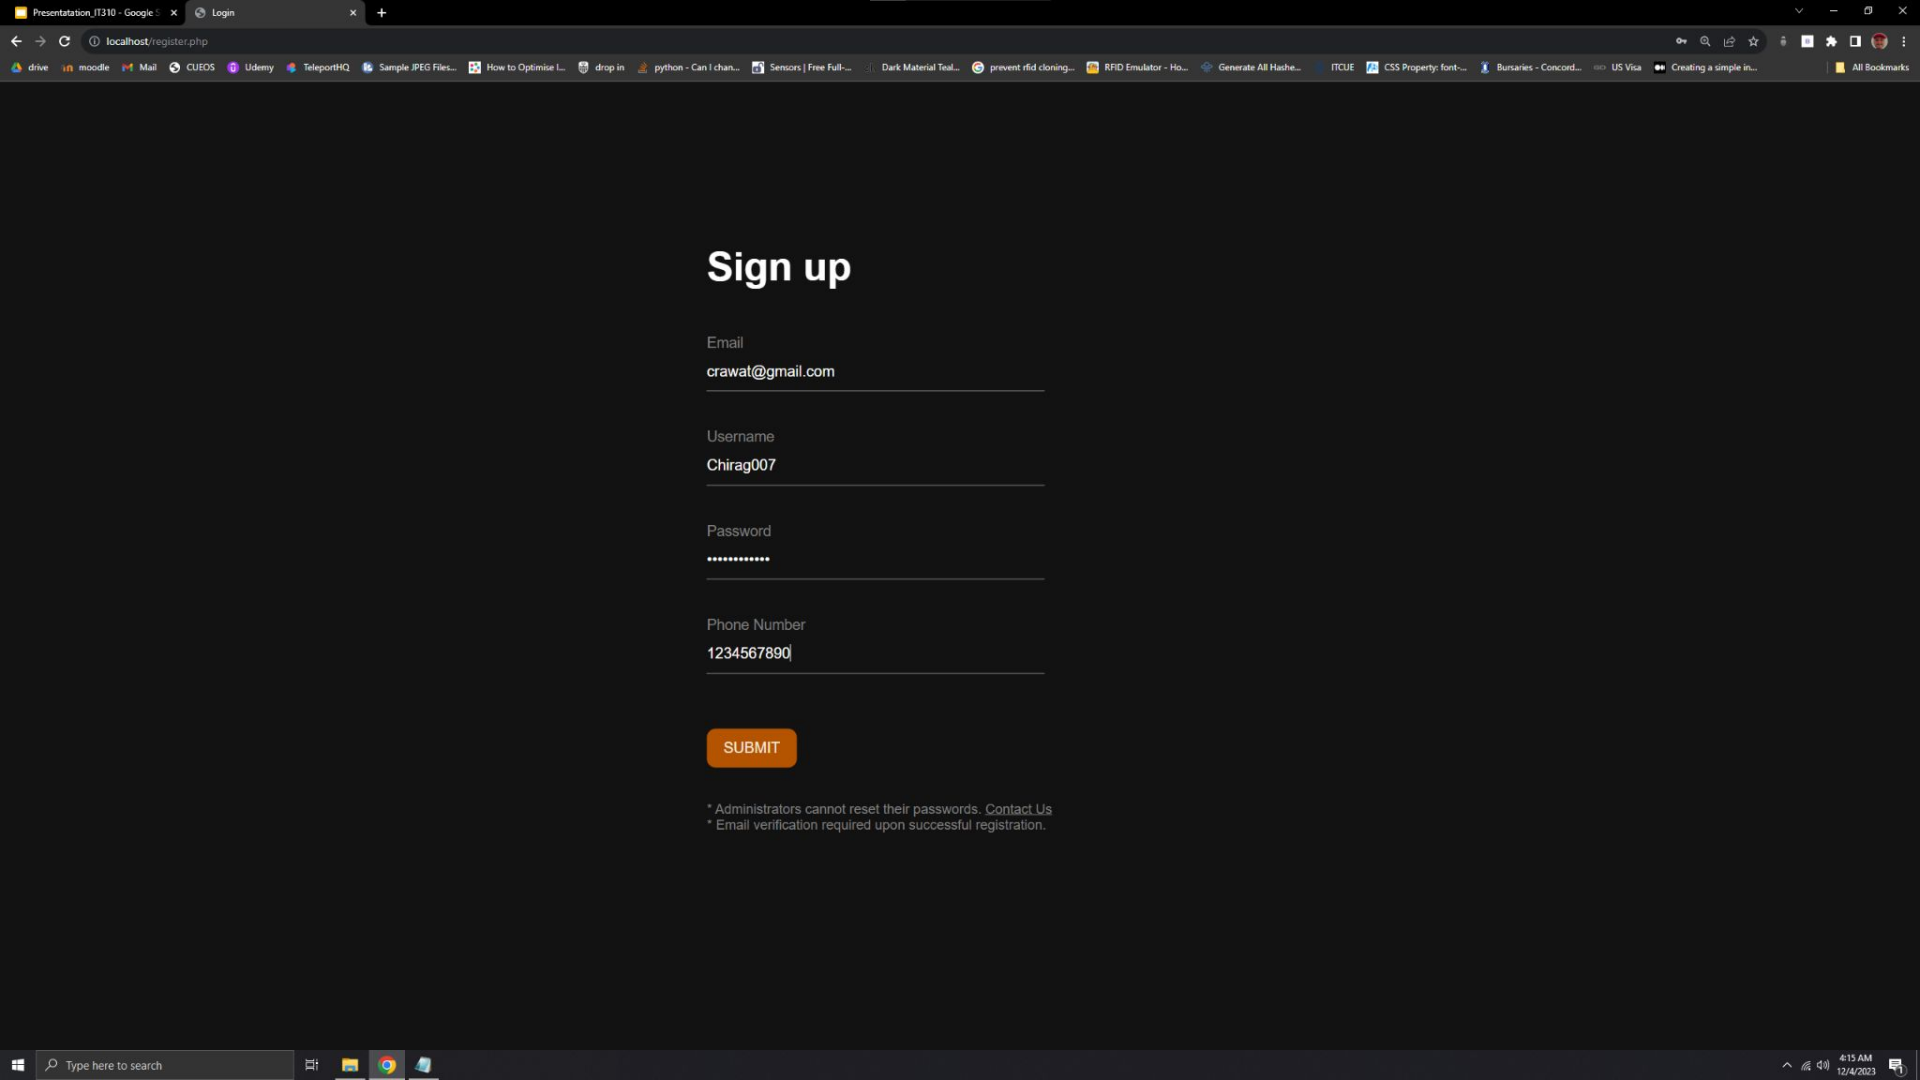 Presentatation_IT310 - Google S
Login
localhost/register.php
drive
moodle
Mail
CUEOS
Udemy
TeleportHQ
Sample JPEG Files...
How to Optimise I...
drop in
python - Can I chan...
Sensors | Free Full-...
Dark Material Teal...
prevent rfid cloning...
RFID Emulator - Ho...
Generate All Hashe...
ITCUE
CSS Property: font-...
Bursaries - Concord...
US Visa
Creating a simple in...
All Bookmarks
Sign up
Email
crawat@gmail.com
Username
Chirag007
Password
••••••••••••
Phone Number
1234567890
SUBMIT
* Administrators cannot reset their passwords. Contact Us
* Email verification required upon successful registration.
Type here to search
4:15 AM
12/4/2023